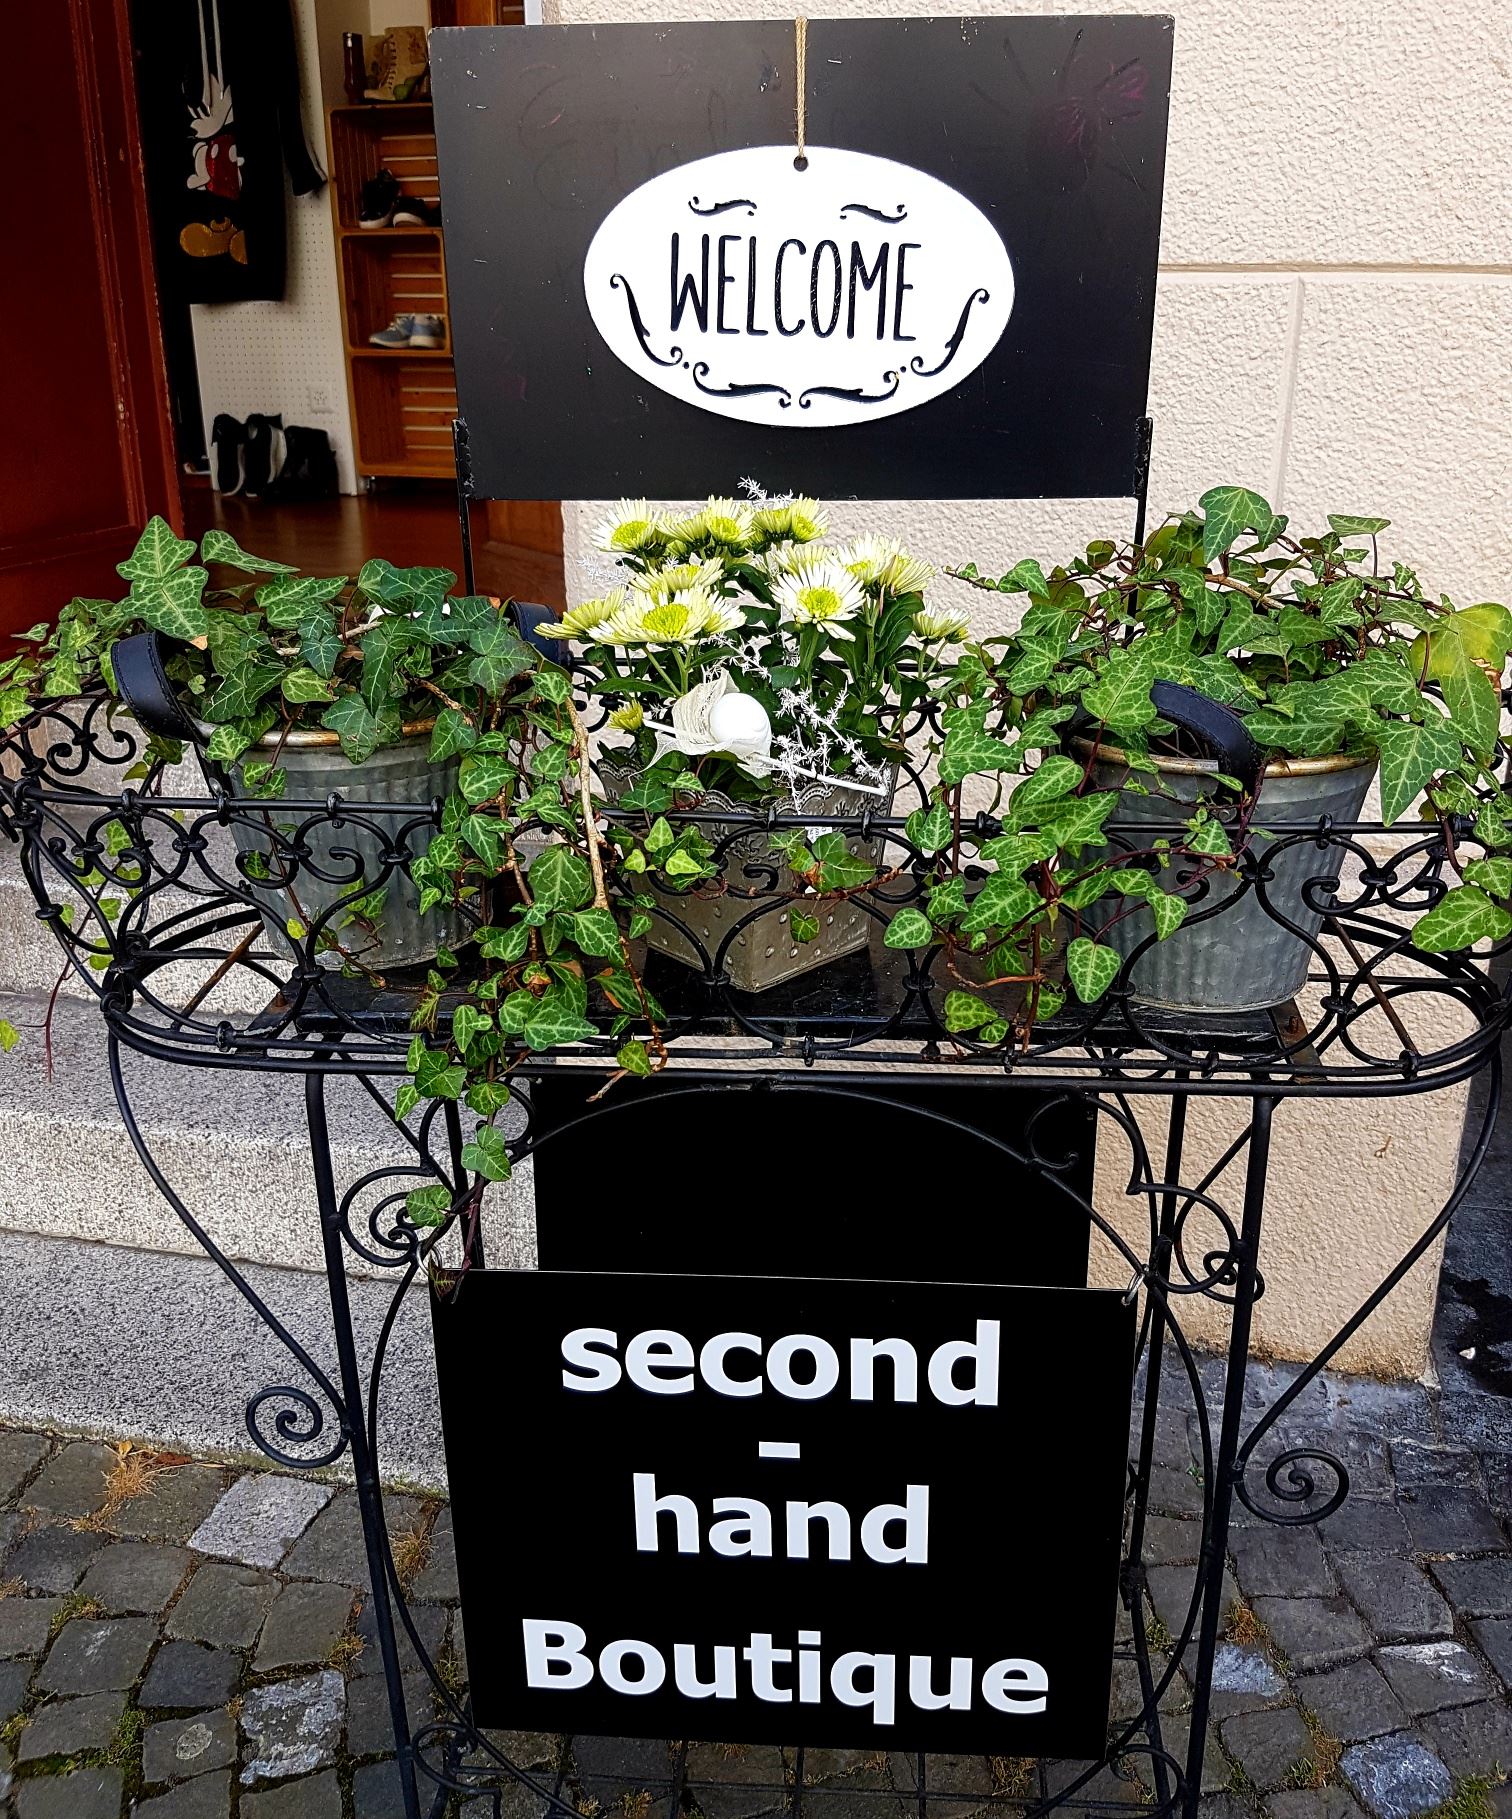 WELCOME
second
-
hand
Boutique